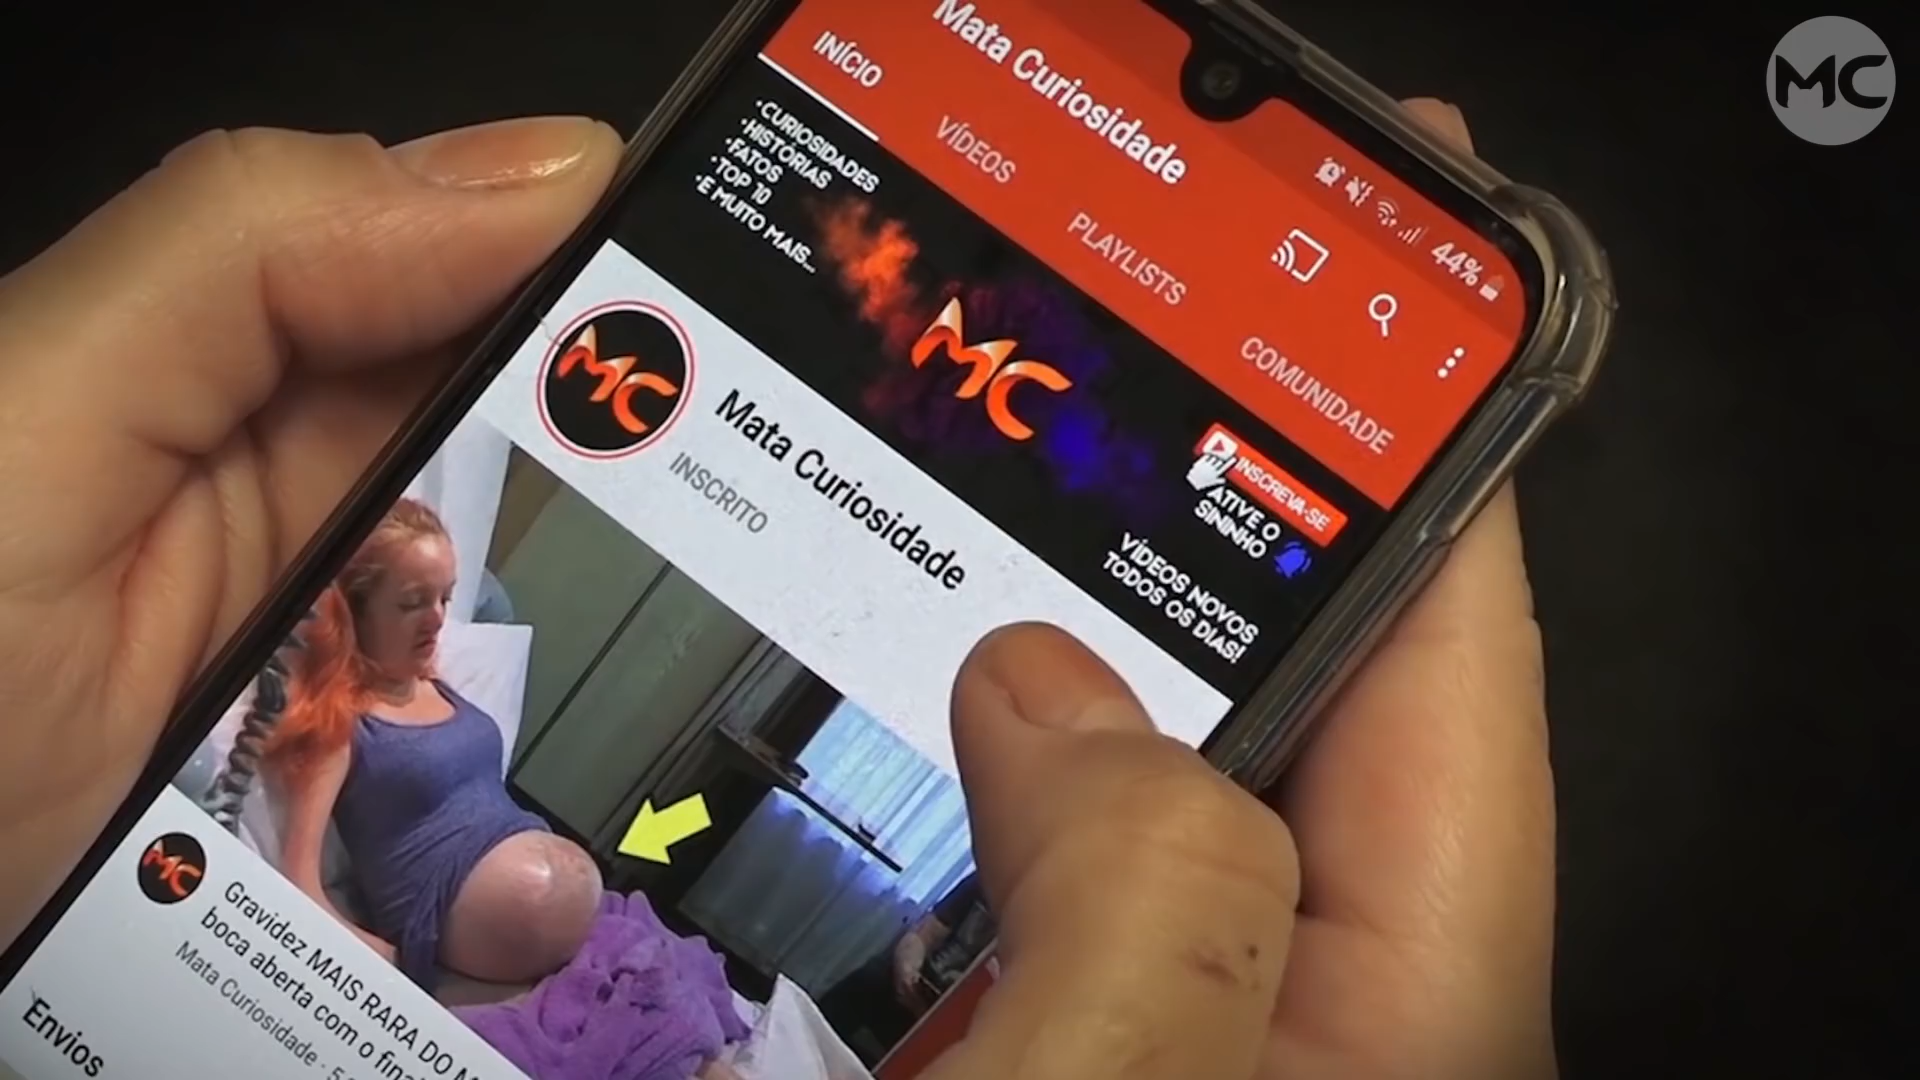 MC
Mata Curiosidade
44%
INÍCIO
VÍDEOS
PLAYLISTS
COMUNIDADE
•CURIOSIDADES
•HISTÓRIAS
•FATOS
•TOP 10
•E MUITO MAIS...
MC
INSCREVA-SE
ATIVE O
SININHO
VÍDEOS NOVOS
TODOS OS DIAS!
MC
Mata Curiosidade
INSCRITO
MC
Gravidez MAIS RARA DO
boca aberta com o
Mata Curiosidade ·
Envíos